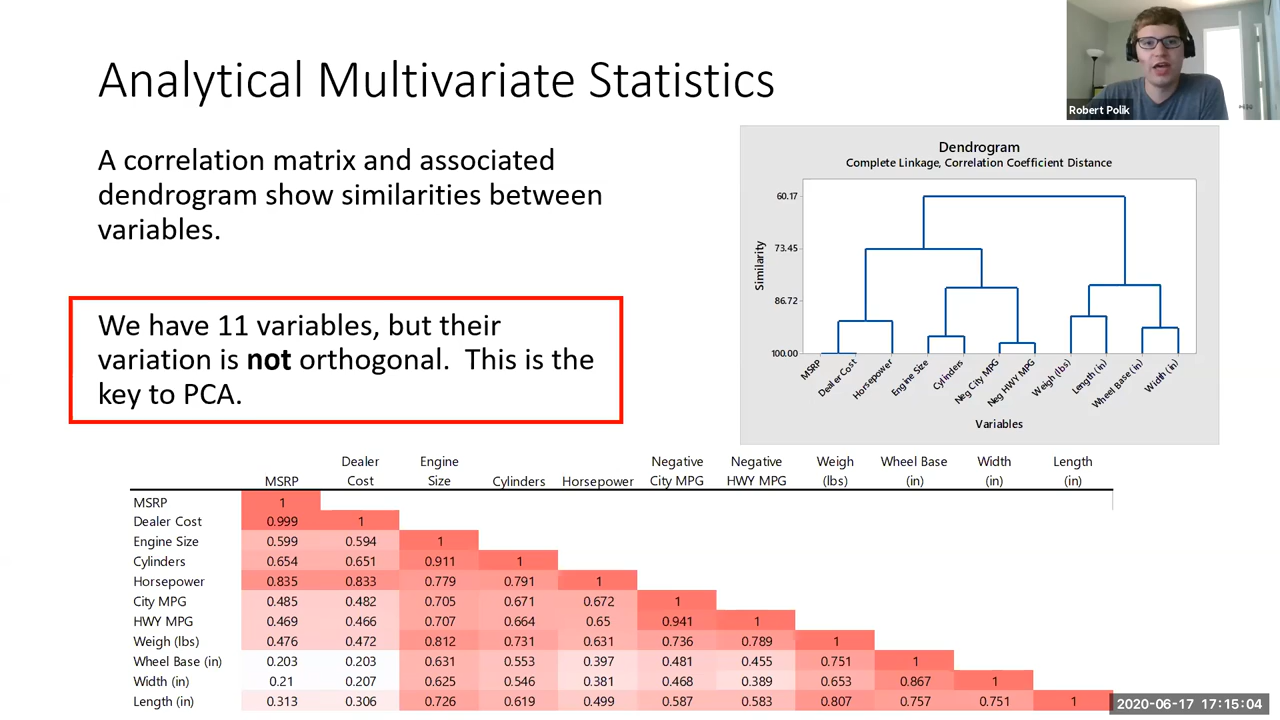 Analytical Multivariate Statistics
Robert Polik
A correlation matrix and associated
dendrogram show similarities between
variables.
We have 11 variables, but their
variation is not orthogonal. This is the
key to PCA.
Dendrogram
Complete Linkage, Correlation Coefficient Distance
Similarity
60.17
73.45
86.72
100.00
MSRP
Dealer Cost
Horsepower
Engine Size
Cylinders
Neg City MPG
Neg HWY MPG
Weigh (lbs)
Length (in)
Wheel Base (in)
Width (in)
Variables
Dealer Engine Negative Negative Weigh Wheel Base Width Length
MSRP Cost Size Cylinders Horsepower City MPG HWY MPG (lbs) (in) (in) (in)
MSRP 1
Dealer Cost 0.999 1
Engine Size 0.599 0.594 1
Cylinders 0.654 0.651 0.911 1
Horsepower 0.835 0.833 0.779 0.791 1
City MPG 0.485 0.482 0.705 0.671 0.672 1
HWY MPG 0.469 0.466 0.707 0.664 0.65 0.941 1
Weigh (lbs) 0.476 0.472 0.812 0.731 0.631 0.736 0.789 1
Wheel Base (in) 0.203 0.203 0.631 0.553 0.397 0.481 0.455 0.751 1
Width (in) 0.21 0.207 0.625 0.546 0.381 0.468 0.389 0.653 0.867 1
Length (in) 0.313 0.306 0.726 0.619 0.499 0.587 0.583 0.807 0.757 0.751 1
2020-06-17 17:15:04